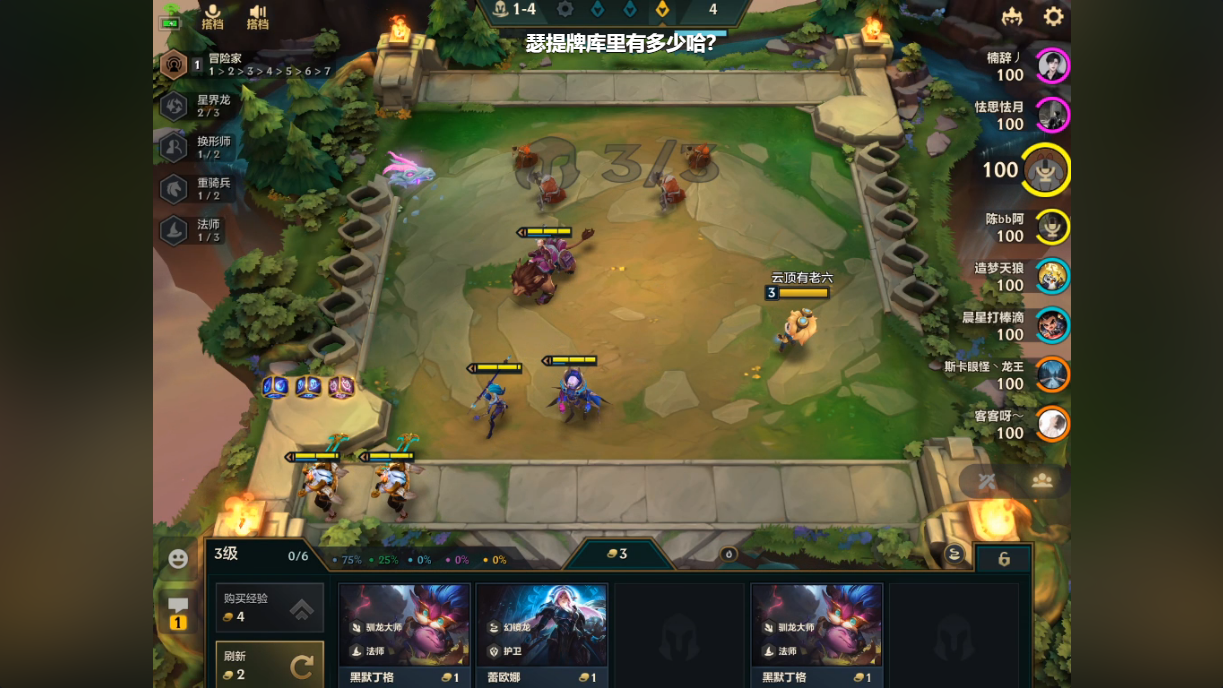 搭档
搭档
1-4
4
瑟提牌库里有多少哈?
1
冒险家
1 > 2 > 3 > 4 > 5 > 6 > 7
星界龙
2 / 3
换形师
1 / 2
重骑兵
1 / 2
法师
1 / 3
3/3
楠辞丿
100
怯思怯月
100
100
陈bb阿
100
造梦天狼
100
晨星打棒滴
100
斯卡眼怪丶龙王
100
客客呀~
100
云顶有老六
3
3级
0/6
75%
25%
0%
0%
0%
3
6
1
购买经验
4
刷新
2
驯龙大师
法师
黑默丁格
1
幻镜龙
护卫
蕾欧娜
1
驯龙大师
法师
黑默丁格
1